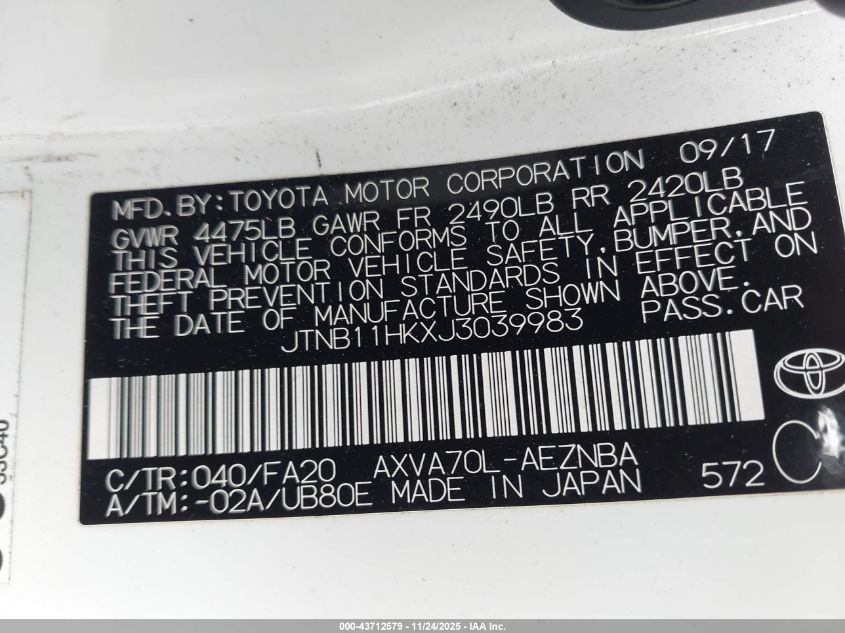 MFD. BY: TOYOTA MOTOR CORPORATION 09/17
GVWR 4475LB GAWR FR 2490LB RR 2420LB
THIS VEHICLE CONFORMS TO ALL APPLICABLE
FEDERAL MOTOR VEHICLE SAFETY, BUMPER, AND
THEFT PREVENTION STANDARDS IN EFFECT ON
THE DATE OF MANUFACTURE SHOWN ABOVE.
JTNB11HKXJ3039983 PASS. CAR
C/TR: 040/FA20 AXVA70L-AEZNBA
A/TM: -02A/UB80E MADE IN JAPAN 572 C
000-43712579 - 11/24/2025 - IAA Inc.